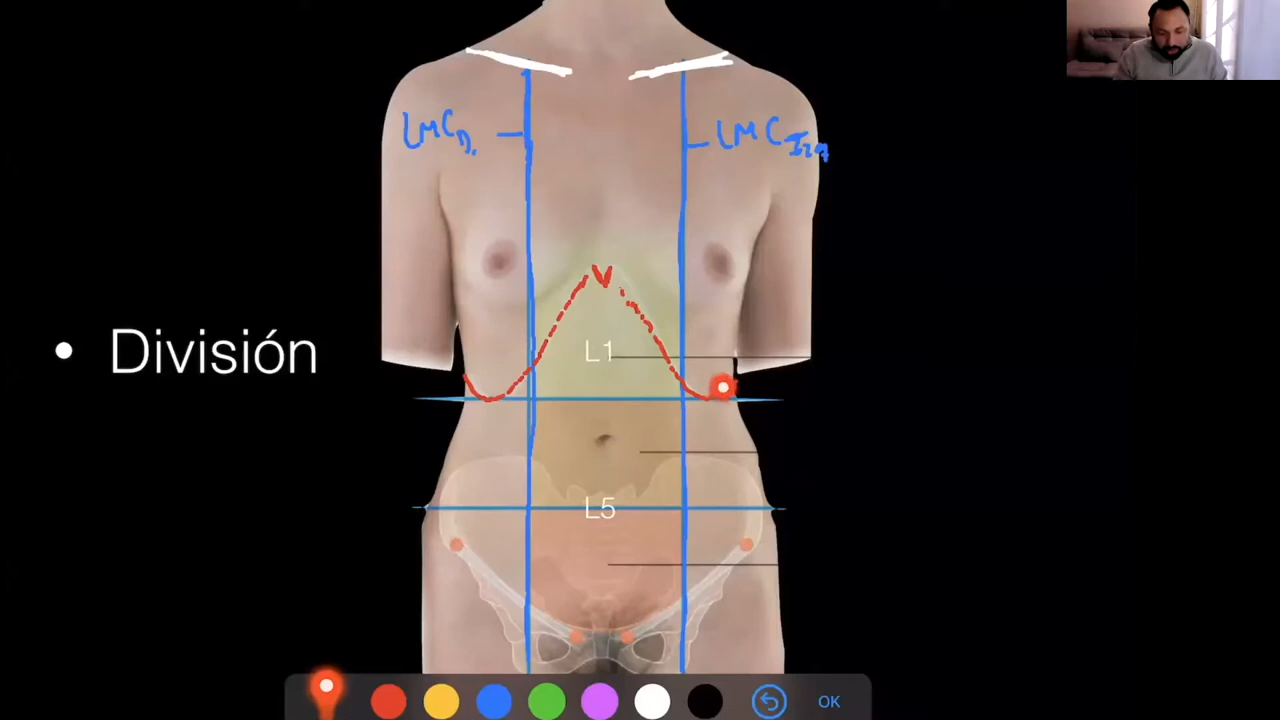 LMC D.
LMC Izq
• División
L1
L5
OK